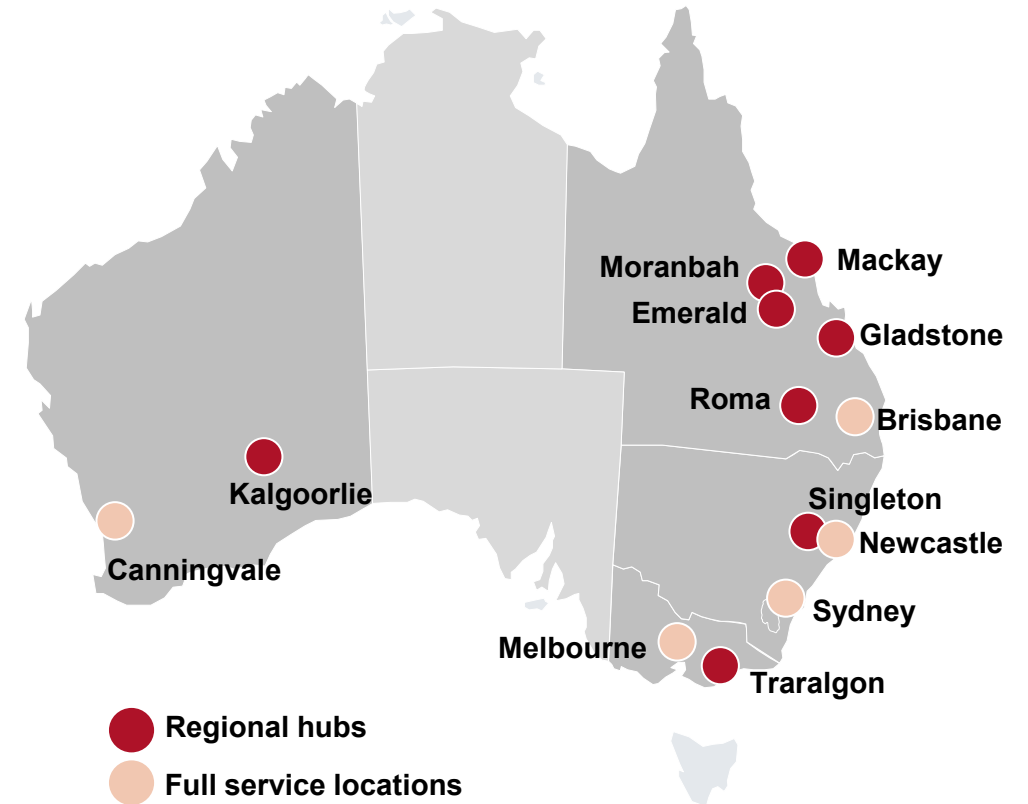 Mackay
Moranbah
Emerald
Gladstone
Roma
Brisbane
Kalgoorlie
Singleton
Newcastle
Canningvale
Sydney
Melbourne
Traralgon
Regional hubs
Full service locations